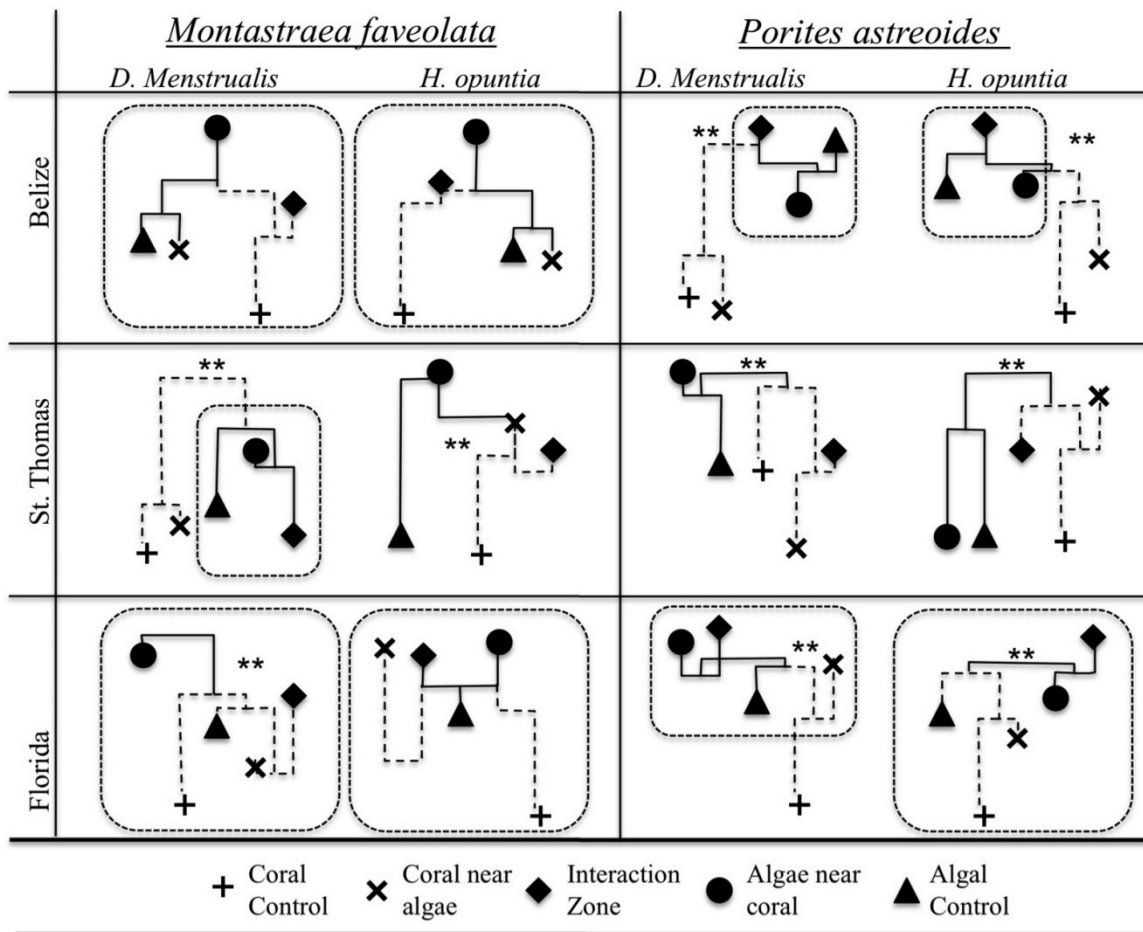 Montastraea faveolata
Porites astreoides
D. Menstrualis
H. opuntia
D. Menstrualis
H. opuntia
Belize
**
**
St. Thomas
**
**
**
**
Florida
**
**
**
Coral Control
Coral near algae
Interaction Zone
Algae near coral
Algal Control